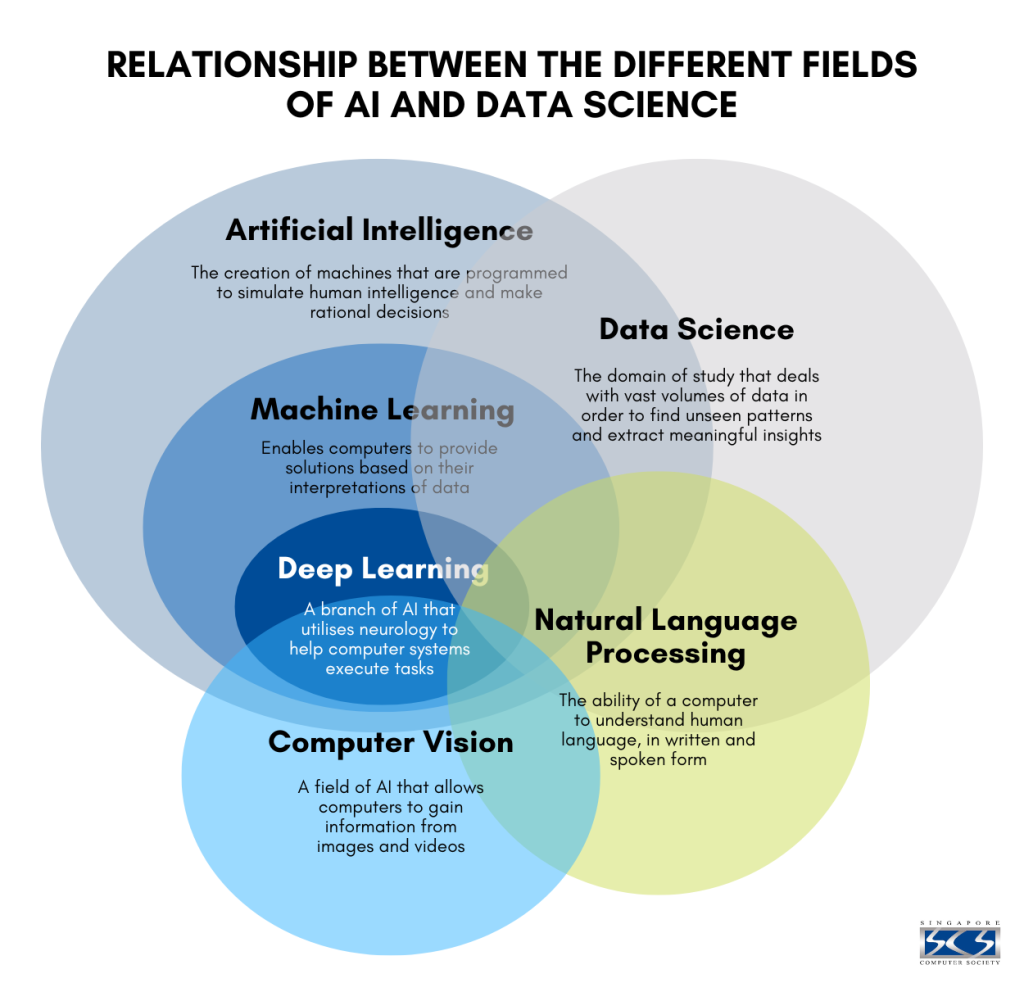 RELATIONSHIP BETWEEN THE DIFFERENT FIELDS
OF AI AND DATA SCIENCE
Artificial Intelligence
The creation of machines that are programmed
to simulate human intelligence and make
rational decisions
Data Science
The domain of study that deals
with vast volumes of data in
order to find unseen patterns
and extract meaningful insights
Machine Learning
Enables computers to provide
solutions based on their
interpretations of data
Deep Learning
A branch of AI that
utilises neurology to
help computer systems
execute tasks
Natural Language
Processing
The ability of a computer
to understand human
language, in written and
spoken form
Computer Vision
A field of AI that allows
computers to gain
information from
images and videos
SINGAPORE
SCS
COMPUTER SOCIETY